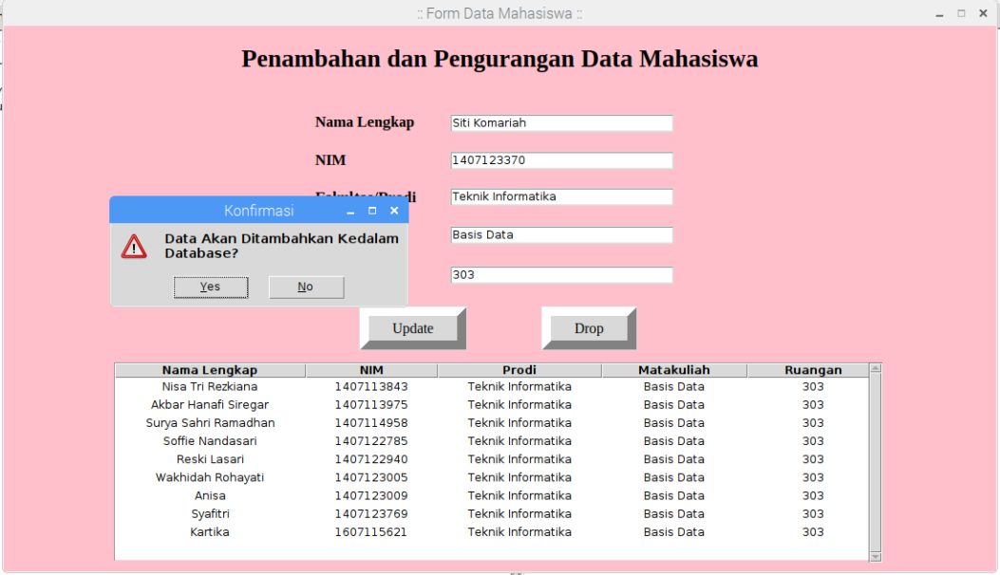 :: Form Data Mahasiswa ::
Penambahan dan Pengurangan Data Mahasiswa
Nama Lengkap Siti Komariah
NIM 1407123370
Fakultas/Prodi Teknik Informatika
Konfirmasi
Data Akan Ditambahkan Kedalam
Database?
Yes No
Basis Data
303
Update Drop
Nama Lengkap NIM Prodi Matakuliah Ruangan
Nisa Tri Rezkiana 1407113843 Teknik Informatika Basis Data 303
Akbar Hanafi Siregar 1407113975 Teknik Informatika Basis Data 303
Surya Sahri Ramadhan 1407114958 Teknik Informatika Basis Data 303
Soffie Nandasari 1407122785 Teknik Informatika Basis Data 303
Reski Lasari 1407122940 Teknik Informatika Basis Data 303
Wakhidah Rohayati 1407123005 Teknik Informatika Basis Data 303
Anisa 1407123009 Teknik Informatika Basis Data 303
Syafitri 1407123769 Teknik Informatika Basis Data 303
Kartika 1607115621 Teknik Informatika Basis Data 303